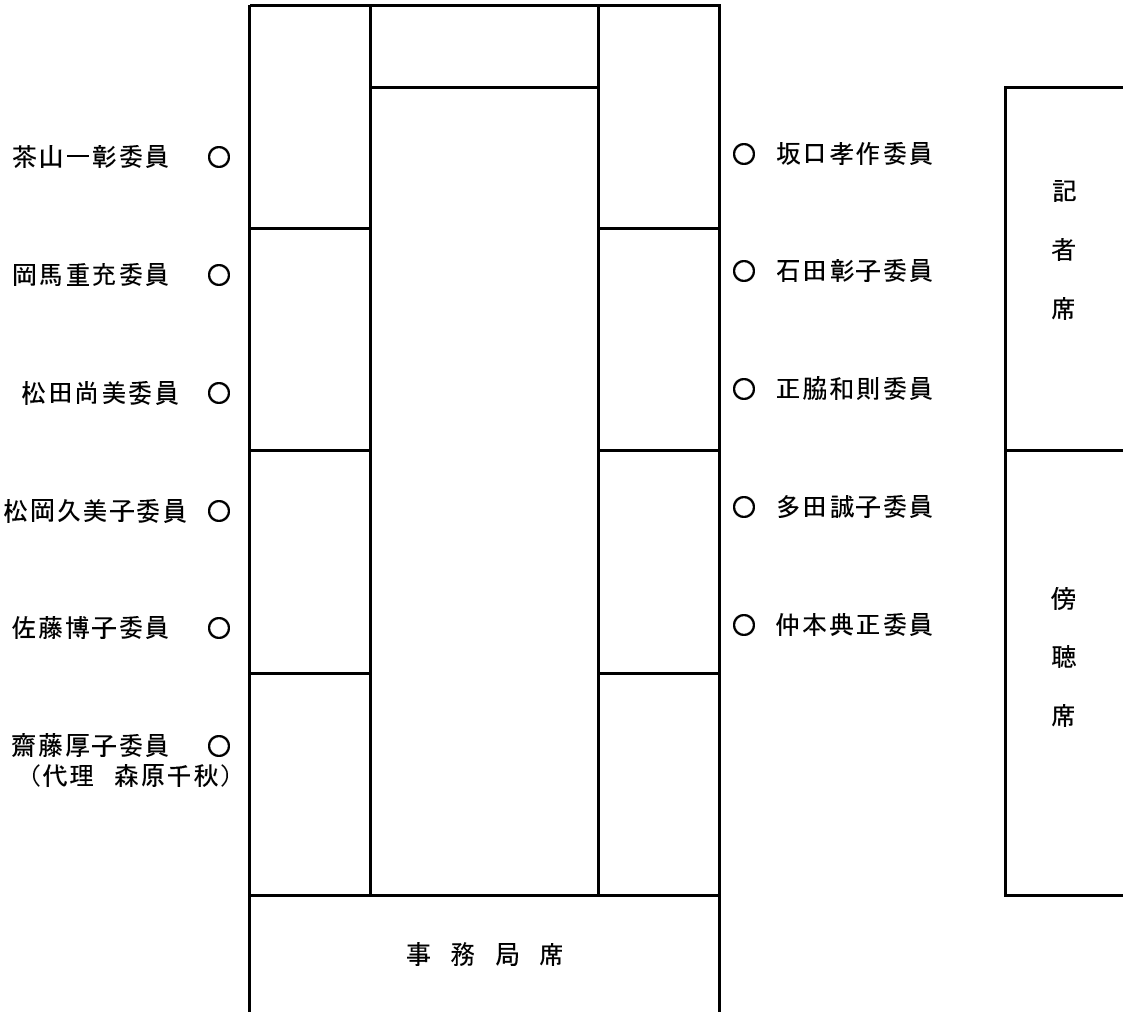 茶山一彰委員 ○
岡馬重充委員 ○
松田尚美委員 ○
松岡久美子委員 ○
佐藤博子委員 ○
齋藤厚子委員 ○
（代理 森原千秋）
○ 坂口孝作委員
○ 石田彰子委員
○ 正脇和則委員
○ 多田誠子委員
○ 仲本典正委員
記者席
傍聴席
事務局席